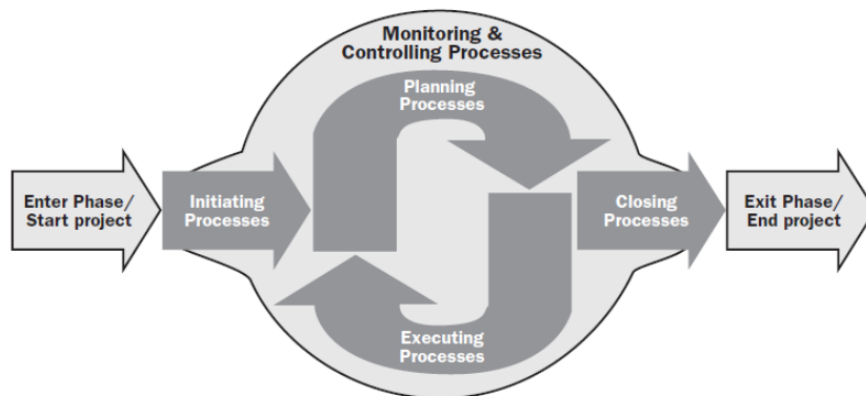 Monitoring &
Controlling Processes
Planning
Processes
Enter Phase/
Start project
Initiating
Processes
Closing
Processes
Exit Phase/
End project
Executing
Processes